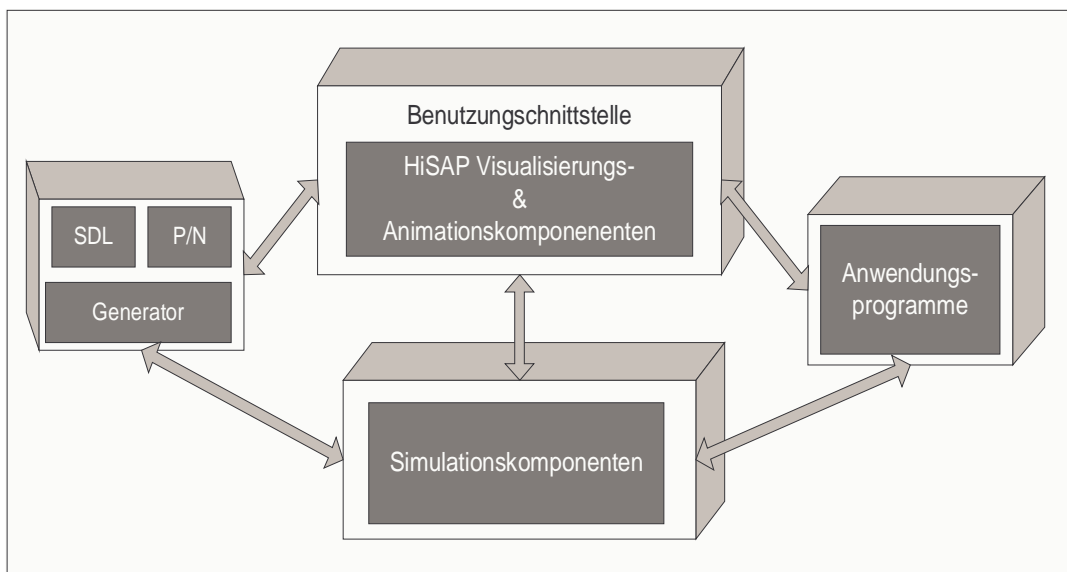 Benutzungschnittstelle
HiSAP Visualisierungs-
&
Animationskomponenenten
SDL
P/N
Generator
Anwendungs-
programme
Simulationskomponenten